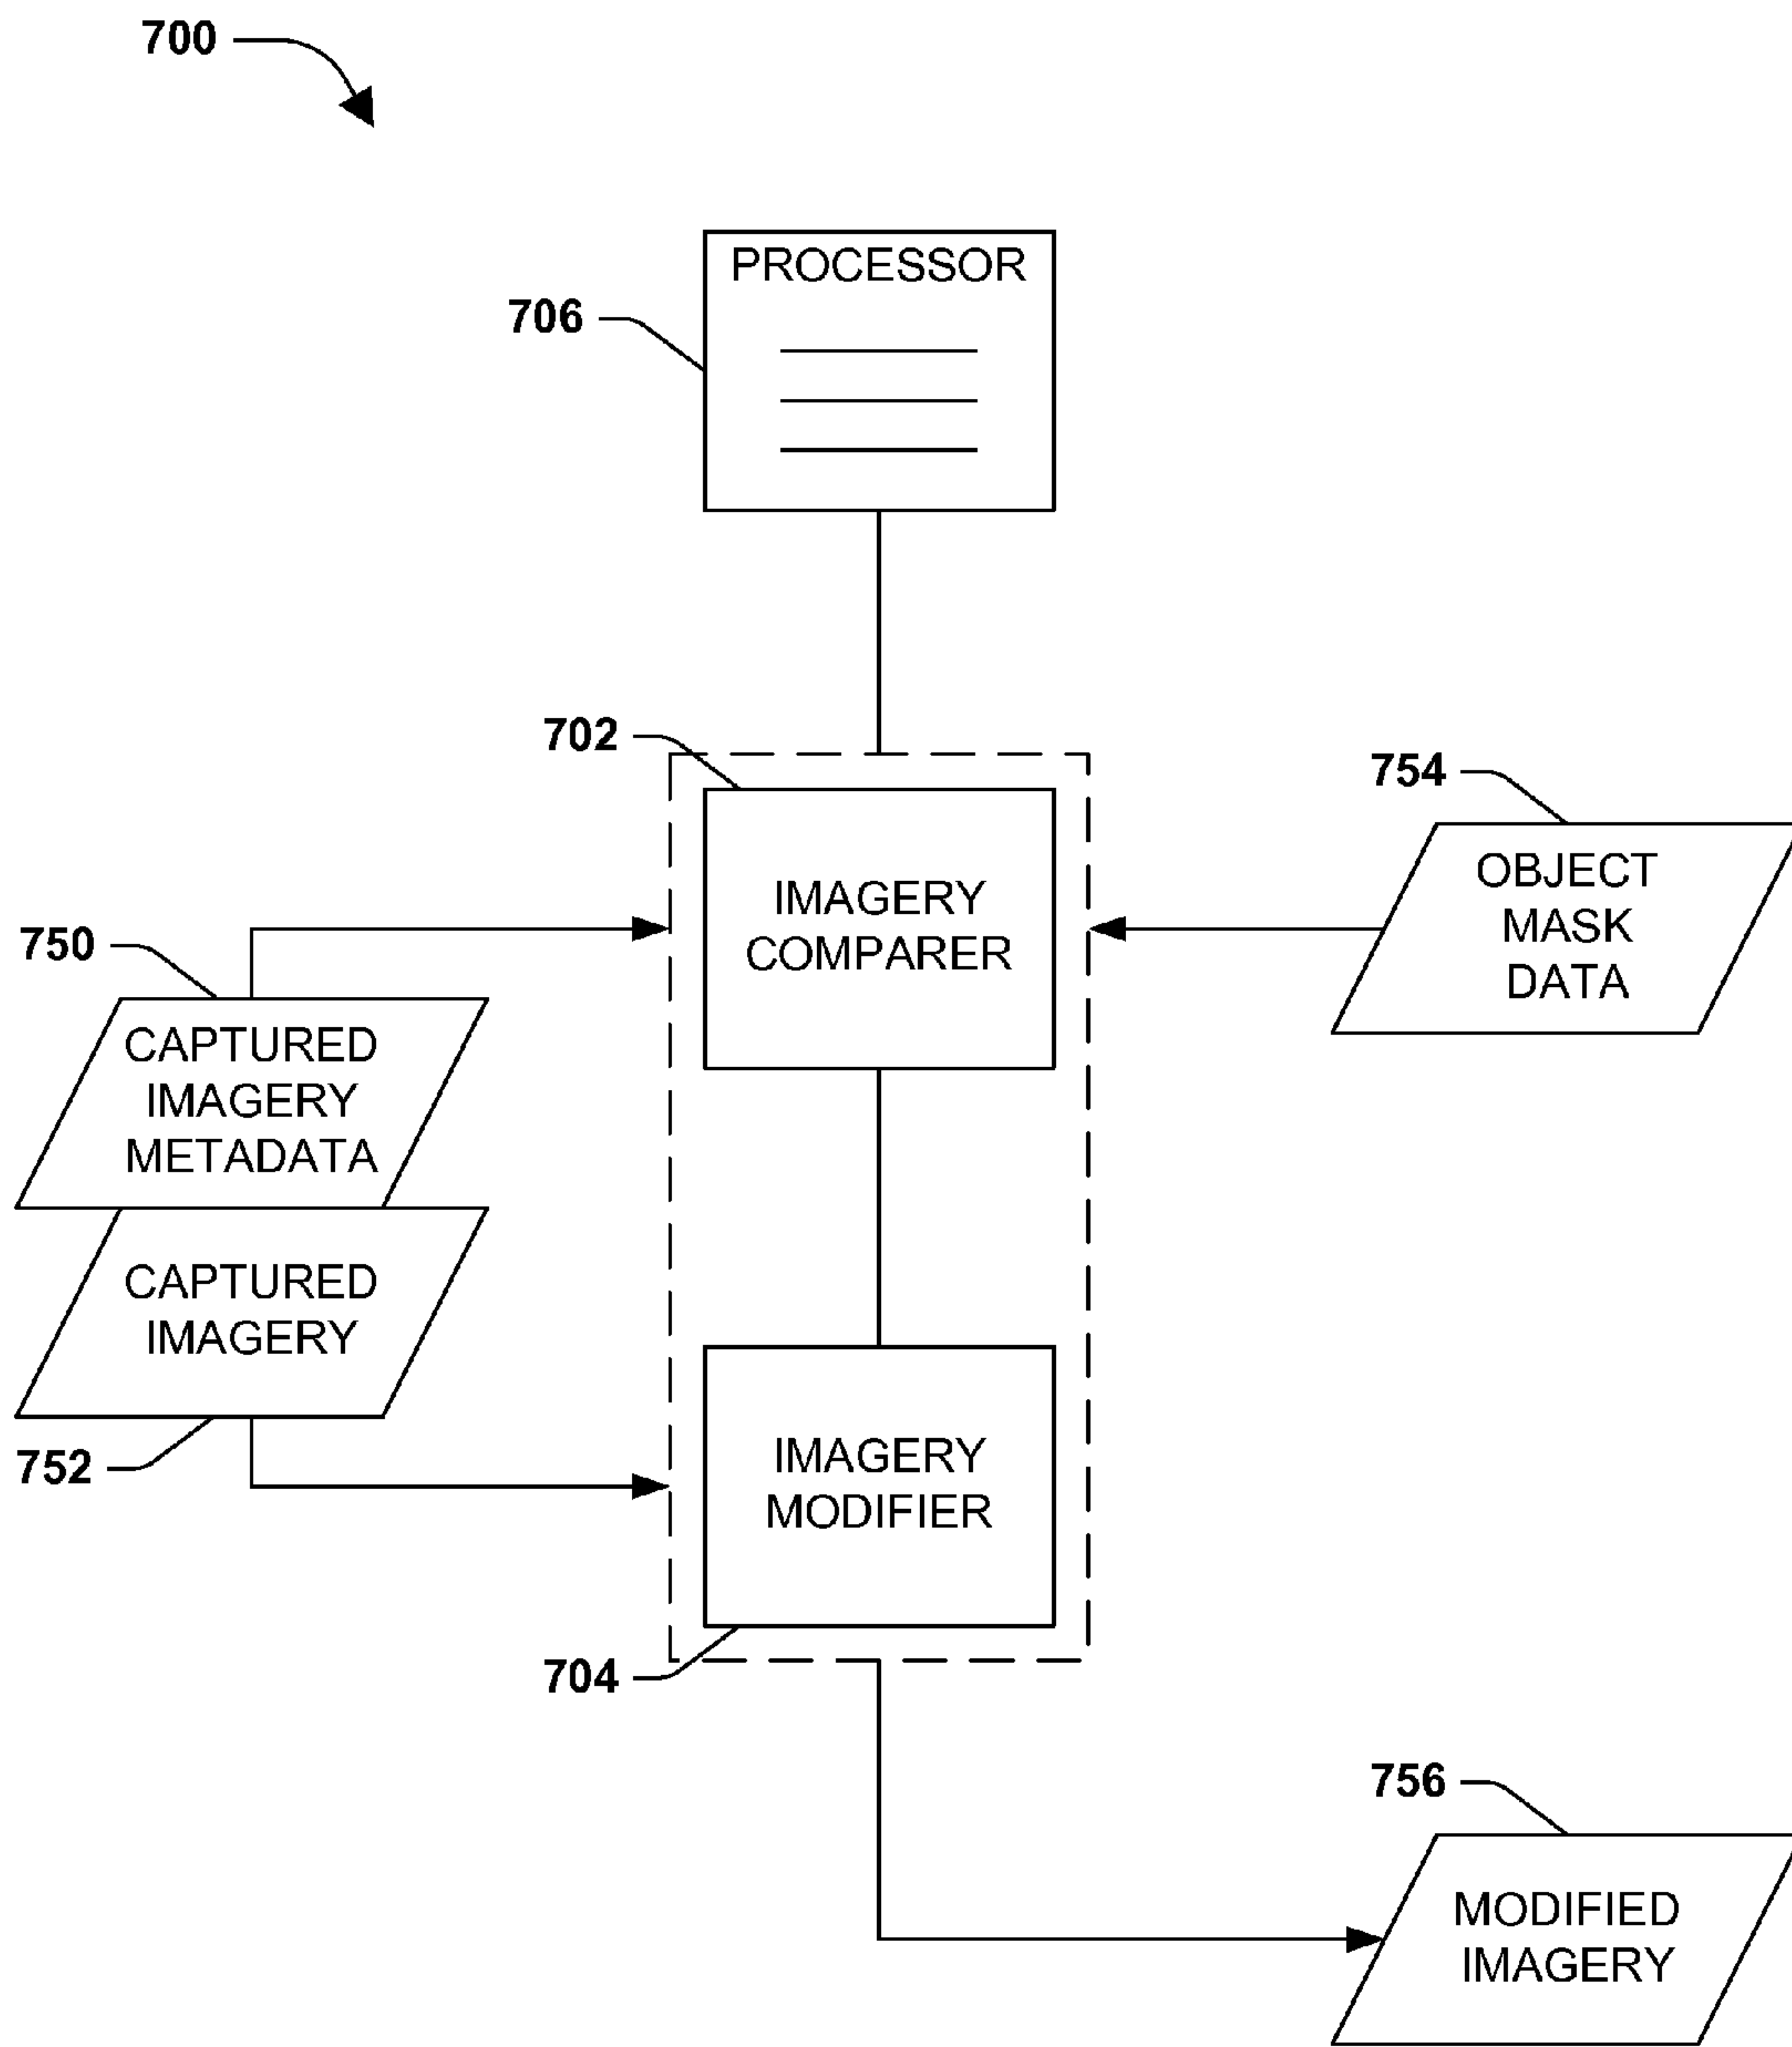 700
PROCESSOR
706
702
IMAGERY
COMPARER
754
OBJECT
MASK
DATA
750
CAPTURED
IMAGERY
METADATA
CAPTURED
IMAGERY
752
IMAGERY
MODIFIER
704
756
MODIFIED
IMAGERY